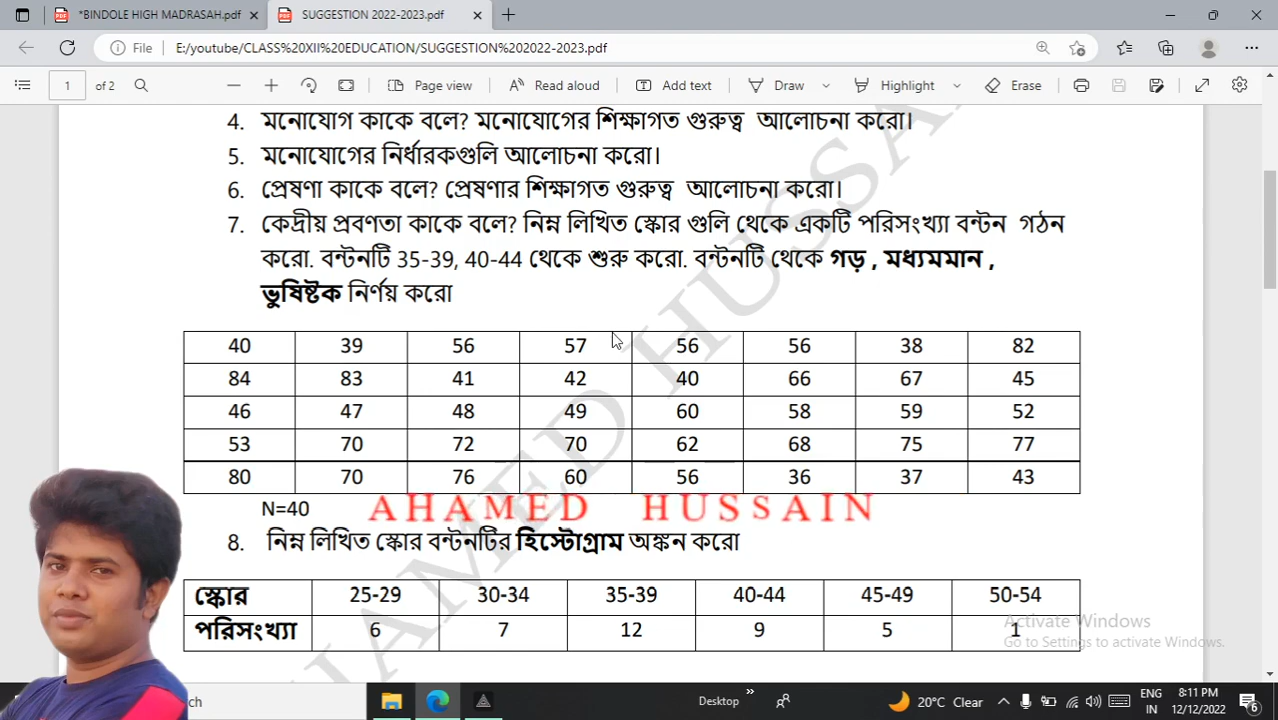 *BINDOLE HIGH MADRASAH.pdf
SUGGESTION 2022-2023.pdf
File E:/youtube/CLASS%20XII%20EDUCATION/SUGGESTION%202022-2023.pdf
1 of 2 Page view Read aloud Add text Draw Highlight Erase
4. মনোযোগ কাকে বলে? মনোযোগের শিক্ষাগত গুরুত্ব আলোচনা করো।
5. মনোযোগের নির্ধারকগুলি আলোচনা করো।
6. প্রেষণা কাকে বলে? প্রেষণার শিক্ষাগত গুরুত্ব আলোচনা করো।
7. কেদ্রীয় প্রবণতা কাকে বলে? নিম্ন লিখিত স্কোর গুলি থেকে একটি পরিসংখ্যা বন্টন গঠন
করো. বন্টনটি 35-39, 40-44 থেকে শুরু করো. বন্টনটি থেকে গড় , মধ্যমমান ,
ভুষিষ্টক নির্ণয় করো
40 39 56 57 56 56 38 82
84 83 41 42 40 66 67 45
46 47 48 49 60 58 59 52
53 70 72 70 62 68 75 77
80 70 76 60 56 36 37 43
N=40
AHAMED HUSSAIN
8. নিম্ন লিখিত স্কোর বন্টনটির হিস্টোগ্রাম অঙ্কন করো
স্কোর 25-29 30-34 35-39 40-44 45-49 50-54
পরিসংখ্যা 6 7 12 9 5 1
Activate Windows
Go to Settings to activate Windows.
rch
Desktop
20°C Clear
ENG
IN
8:11 PM
12/12/2022
6